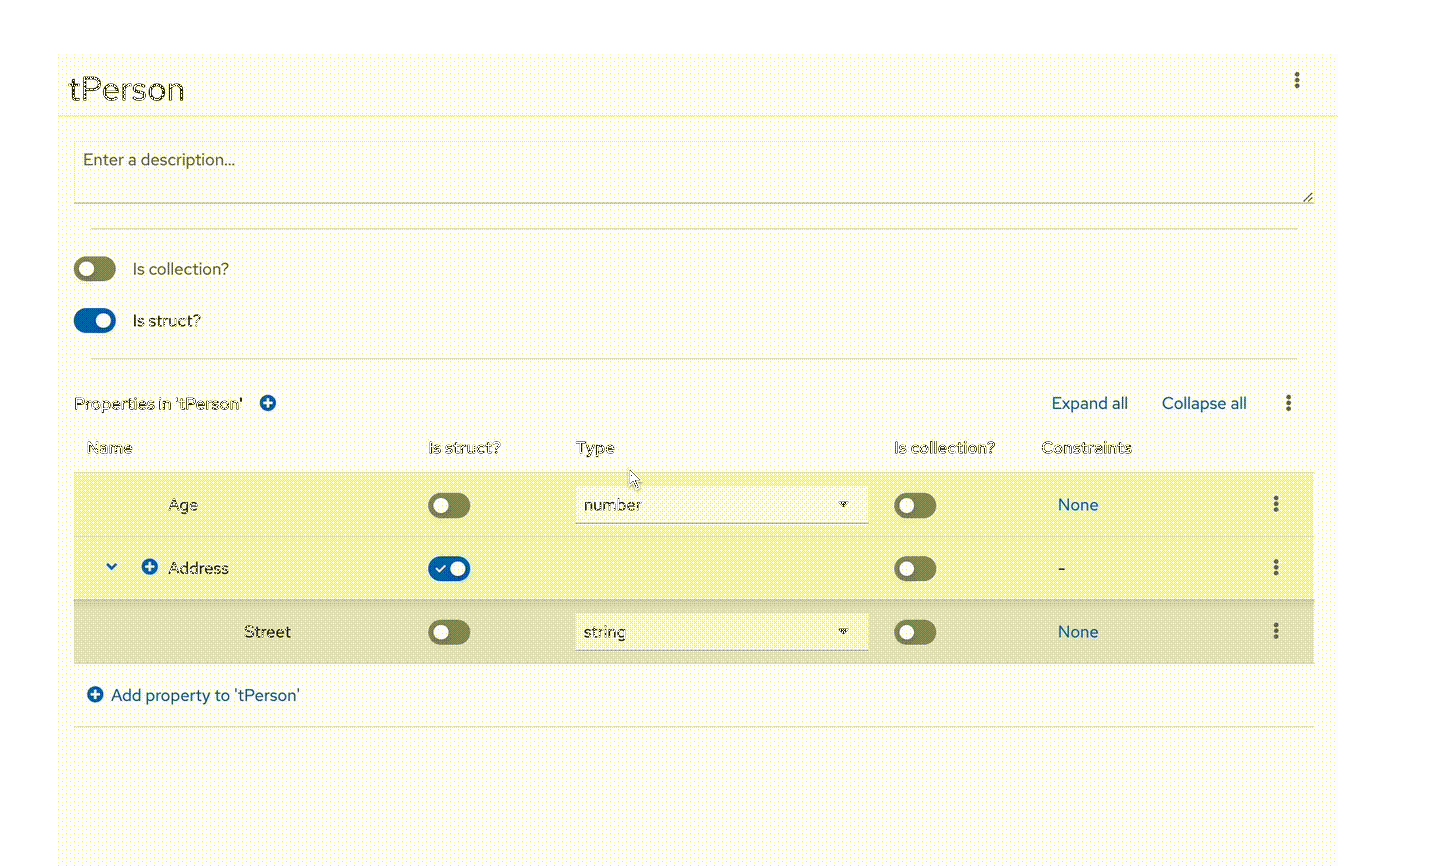 tPerson
Enter a description...
Is collection?
Is struct?
Properties in 'tPerson' Expand all Collapse all
Name Is struct? Type Is collection? Constraints
Age number None
Address -
Street string None
Add property to 'tPerson'